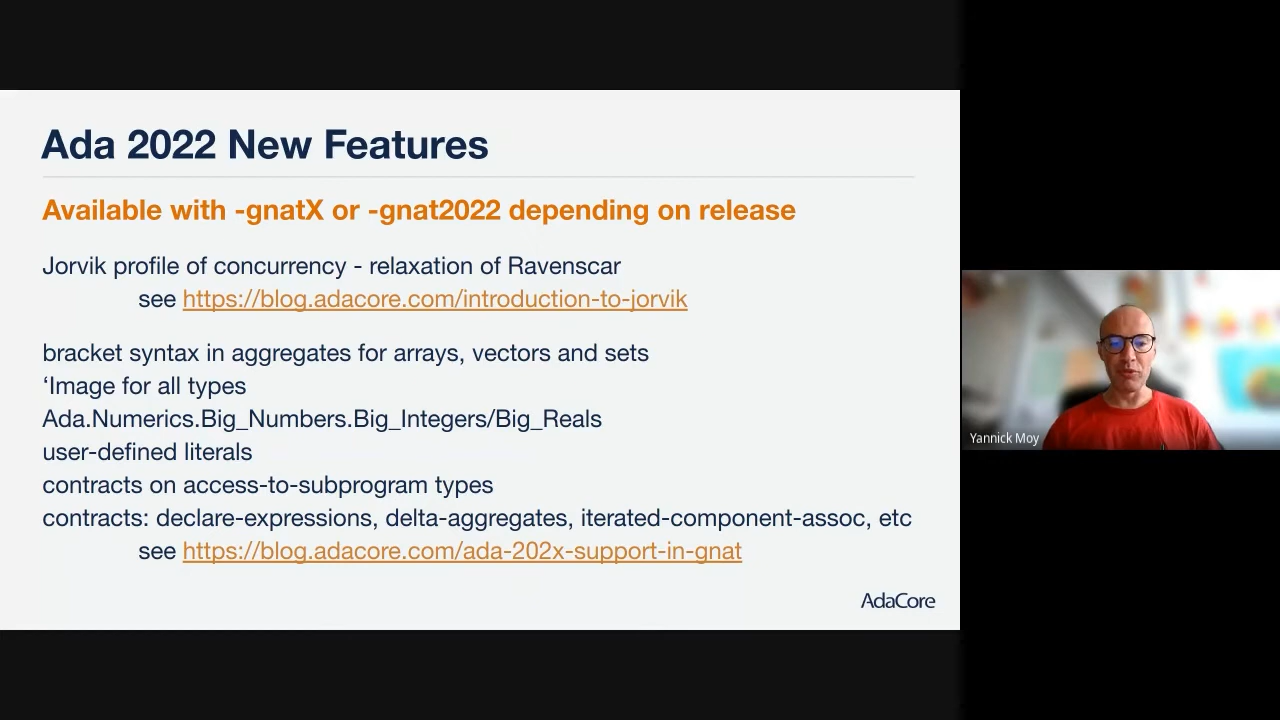 Ada 2022 New Features
Available with -gnatX or -gnat2022 depending on release
Jorvik profile of concurrency - relaxation of Ravenscar
see https://blog.adacore.com/introduction-to-jorvik
bracket syntax in aggregates for arrays, vectors and sets
‘Image for all types
Ada.Numerics.Big_Numbers.Big_Integers/Big_Reals
user-defined literals
contracts on access-to-subprogram types
contracts: declare-expressions, delta-aggregates, iterated-component-assoc, etc
see https://blog.adacore.com/ada-202x-support-in-gnat
AdaCore
Yannick Moy